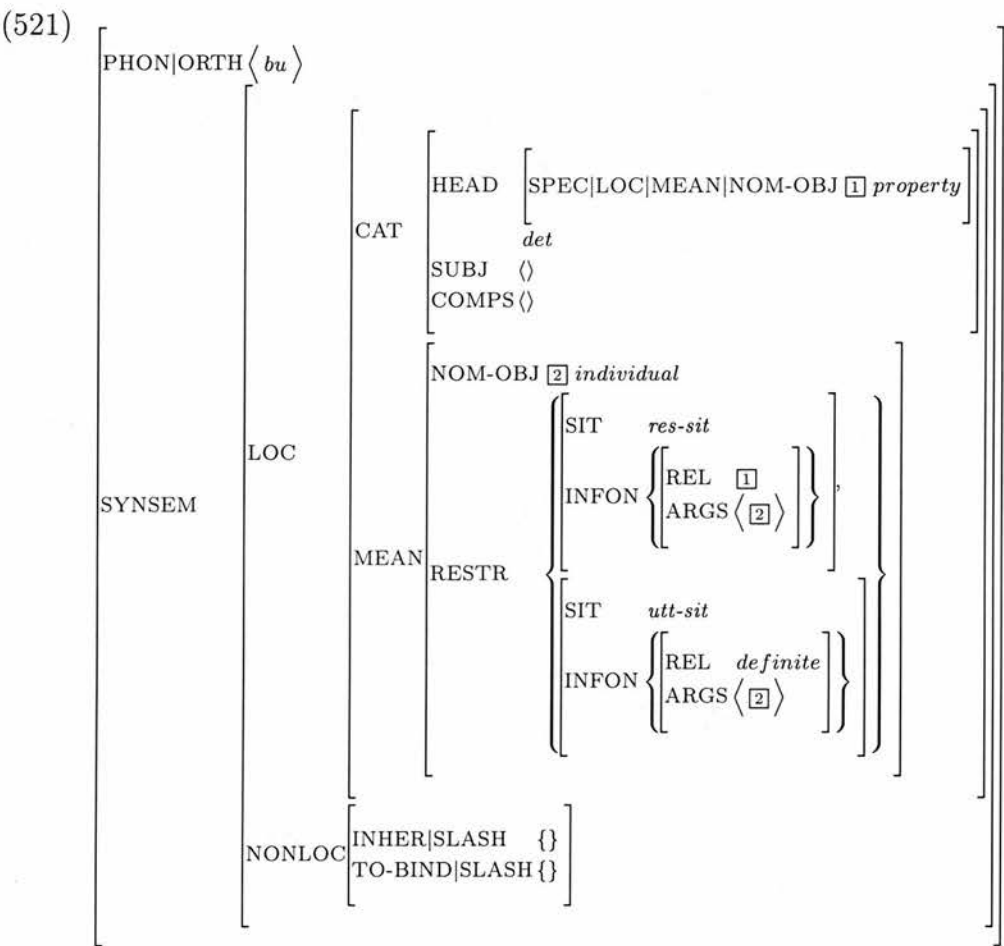 (521)
PHON|ORTH ⟨ bu ⟩
HEAD SPEC|LOC|MEAN|NOM-OBJ 1 property
CAT
det
SUBJ ⟨⟩
COMPS ⟨⟩
NOM-OBJ 2 individual
SIT res-sit
LOC
REL 1
INFON { [ ] } ,
ARGS ⟨ 2 ⟩
SYNSEM
MEAN
RESTR
SIT utt-sit
REL definite
INFON { [ ] }
ARGS ⟨ 2 ⟩
INHER|SLASH {}
NONLOC
TO-BIND|SLASH {}